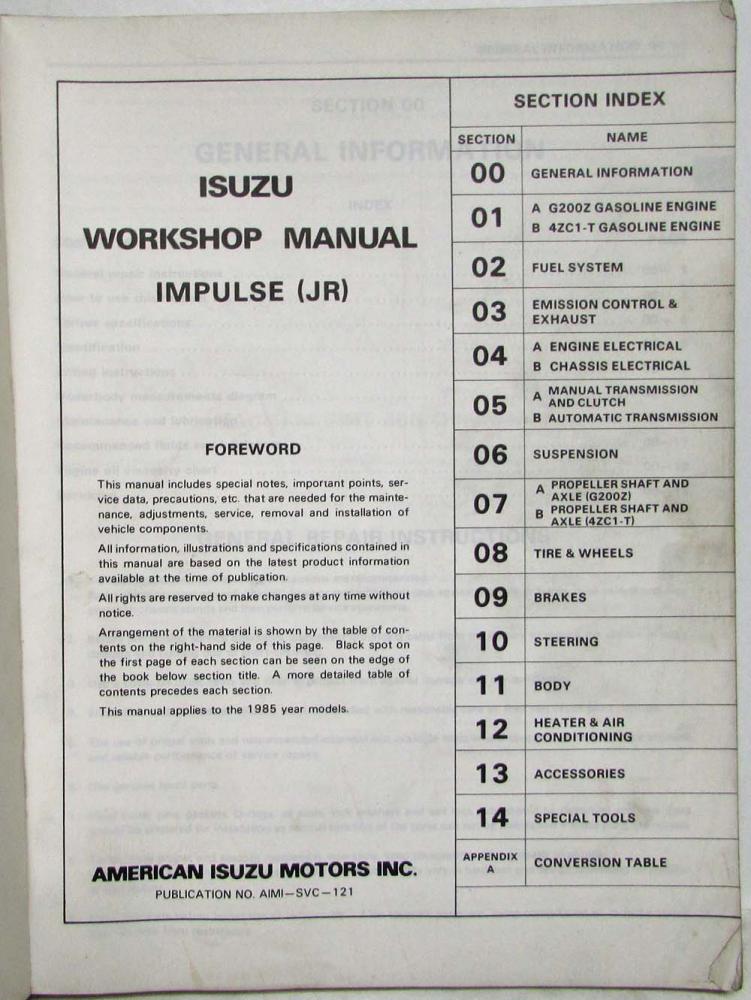 ISUZU
WORKSHOP MANUAL
IMPULSE (JR)
FOREWORD
This manual includes special notes, important points, ser-
vice data, precautions, etc. that are needed for the mainte-
nance, adjustments, service, removal and installation of
vehicle components.
All information, illustrations and specifications contained in
this manual are based on the latest product information
available at the time of publication.
All rights are reserved to make changes at any time without
notice.
Arrangement of the material is shown by the table of con-
tents on the right-hand side of this page. Black spot on
the first page of each section can be seen on the edge of
the book below section title. A more detailed table of
contents precedes each section.
This manual applies to the 1985 year models.
AMERICAN ISUZU MOTORS INC.
PUBLICATION NO. AIMI—SVC—121
SECTION INDEX
SECTION NAME
00 GENERAL INFORMATION
01 A G200Z GASOLINE ENGINE
B 4ZC1-T GASOLINE ENGINE
02 FUEL SYSTEM
03 EMISSION CONTROL &
EXHAUST
04 A ENGINE ELECTRICAL
B CHASSIS ELECTRICAL
05 A MANUAL TRANSMISSION
AND CLUTCH
B AUTOMATIC TRANSMISSION
06 SUSPENSION
07 A PROPELLER SHAFT AND
AXLE (G200Z)
B PROPELLER SHAFT AND
AXLE (4ZC1-T)
08 TIRE & WHEELS
09 BRAKES
10 STEERING
11 BODY
12 HEATER & AIR
CONDITIONING
13 ACCESSORIES
14 SPECIAL TOOLS
APPENDIX
A CONVERSION TABLE
SECTION 00
GENERAL INFORMATION
INDEX
GENERAL REPAIR INSTRUCTIONS